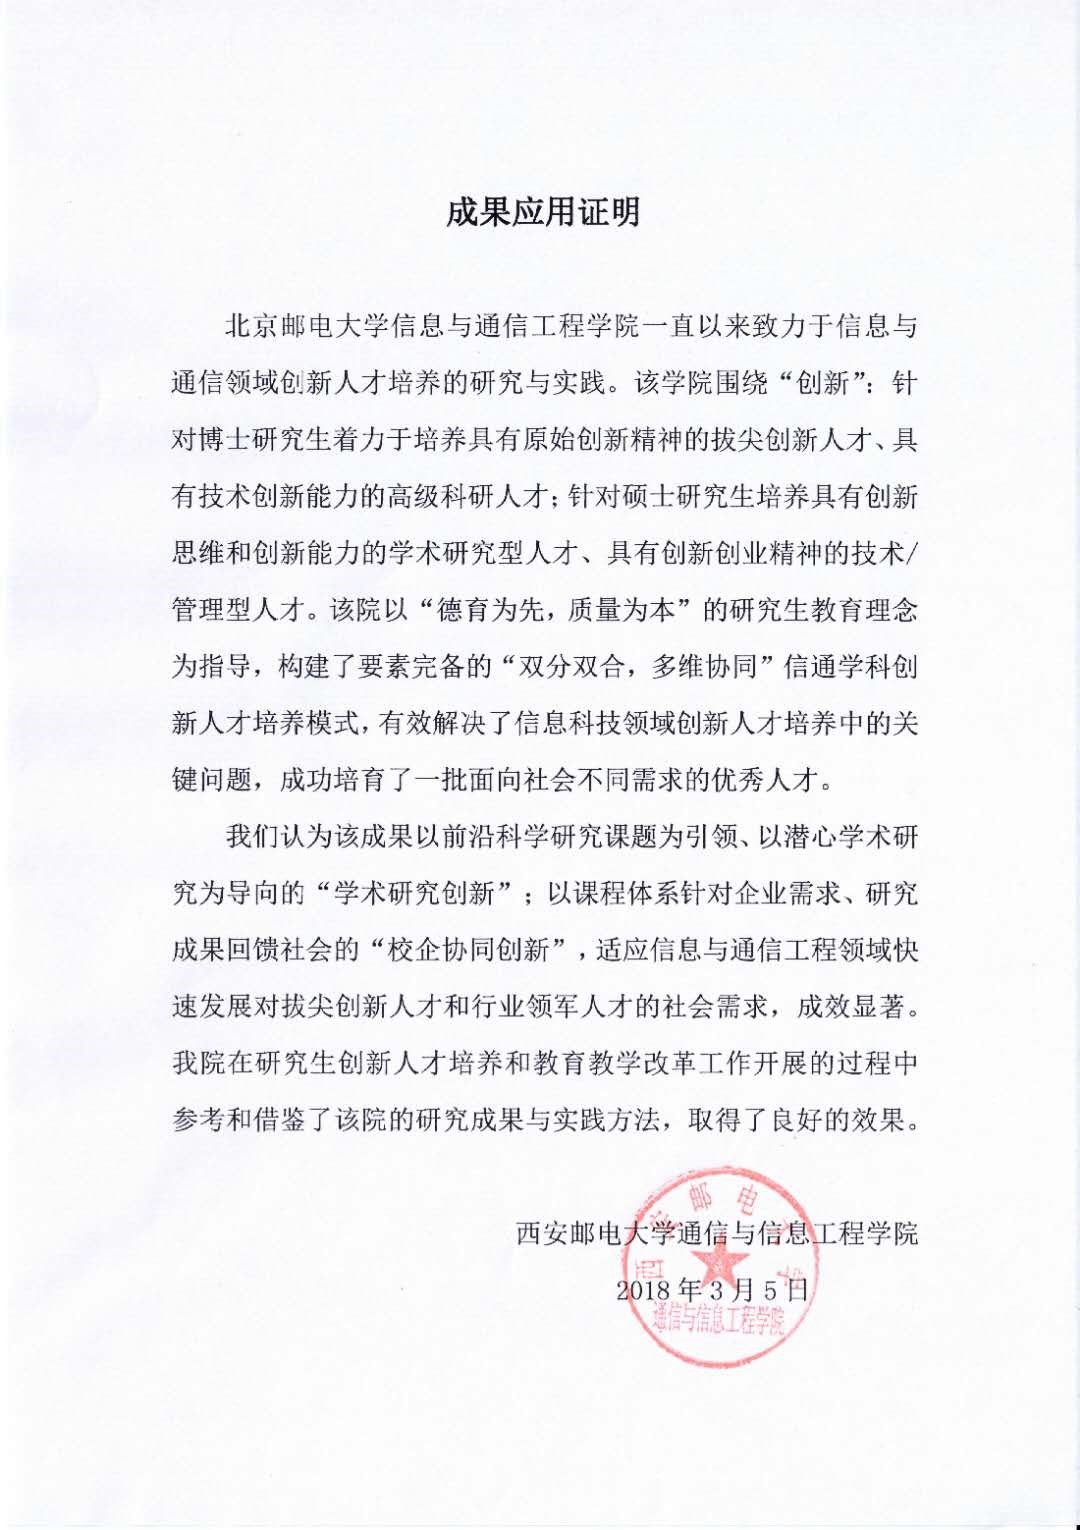 成果应用证明
北京邮电大学信息与通信工程学院一直以来致力于信息与
通信领域创新人才培养的研究与实践。该学院围绕“创新”：针
对博士研究生着力于培养具有原始创新精神的拔尖创新人才、具
有技术创新能力的高级科研人才；针对硕士研究生培养具有创新
思维和创新能力的学术研究型人才、具有创新创业精神的技术/
管理型人才。该院以“德育为先，质量为本”的研究生教育理念
为指导，构建了要素完备的“双分双合，多维协同”信通学科创
新人才培养模式，有效解决了信息科技领域创新人才培养中的关
键问题，成功培育了一批面向社会不同需求的优秀人才。
我们认为该成果以前沿科学研究课题为引领、以潜心学术研
究为导向的“学术研究创新”；以课程体系针对企业需求、研究
成果回馈社会的“校企协同创新”，适应信息与通信工程领域快
速发展对拔尖创新人才和行业领军人才的社会需求，成效显著。
我院在研究生创新人才培养和教育教学改革工作开展的过程中
参考和借鉴了该院的研究成果与实践方法，取得了良好的效果。
西安邮电大学通信与信息工程学院
2018年3月5日
西安邮电大学
通信与信息工程学院